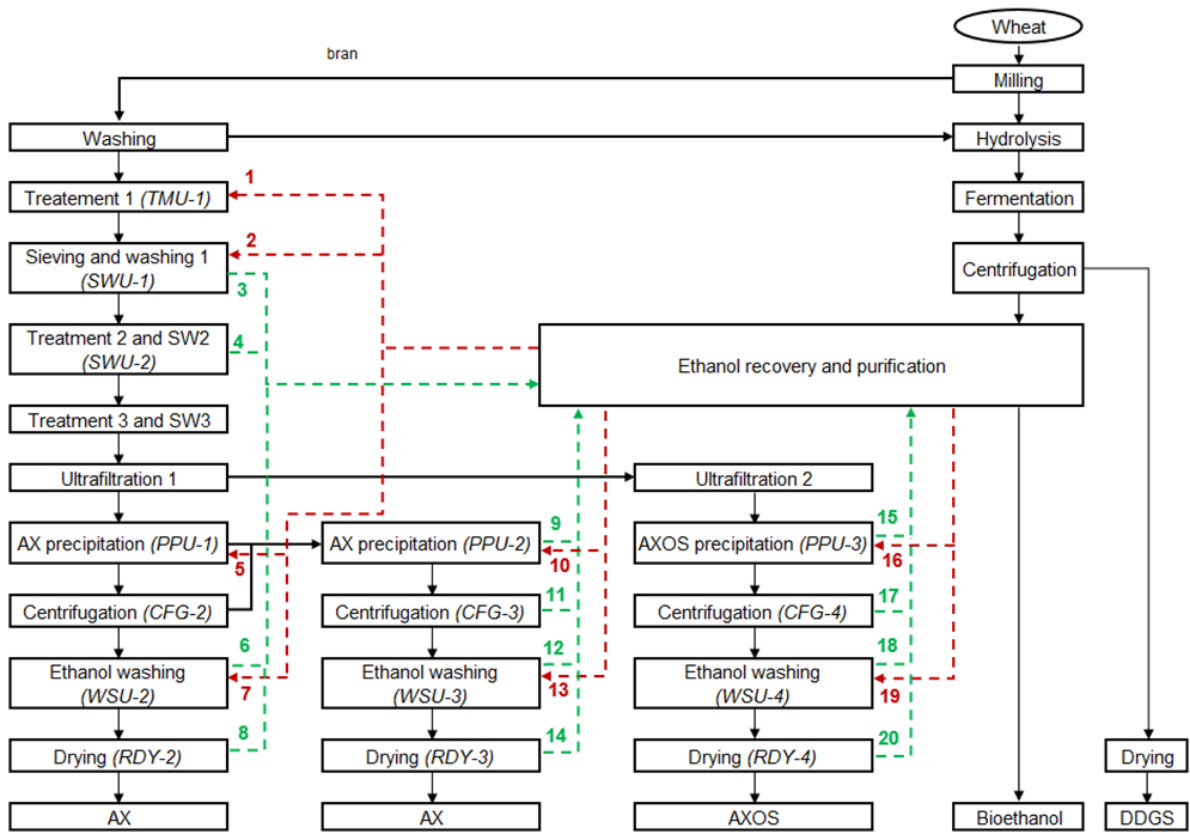 Wheat
bran
Milling
Washing
Hydrolysis
1
Treatement 1 (TMU-1)
Fermentation
2
Sieving and washing 1
(SWU-1)
3
Centrifugation
Treatment 2 and SW2
(SWU-2)
4
Ethanol recovery and purification
Treatment 3 and SW3
Ultrafiltration 1
Ultrafiltration 2
AX precipitation (PPU-1)
5
AX precipitation (PPU-2)
9
10
AXOS precipitation (PPU-3)
15
16
Centrifugation (CFG-2)
Centrifugation (CFG-3)
11
Centrifugation (CFG-4)
17
Ethanol washing
(WSU-2)
6
7
Ethanol washing
(WSU-3)
12
13
Ethanol washing
(WSU-4)
18
19
Drying (RDY-2)
8
Drying (RDY-3)
14
Drying (RDY-4)
20
Drying
AX
AX
AXOS
Bioethanol
DDGS